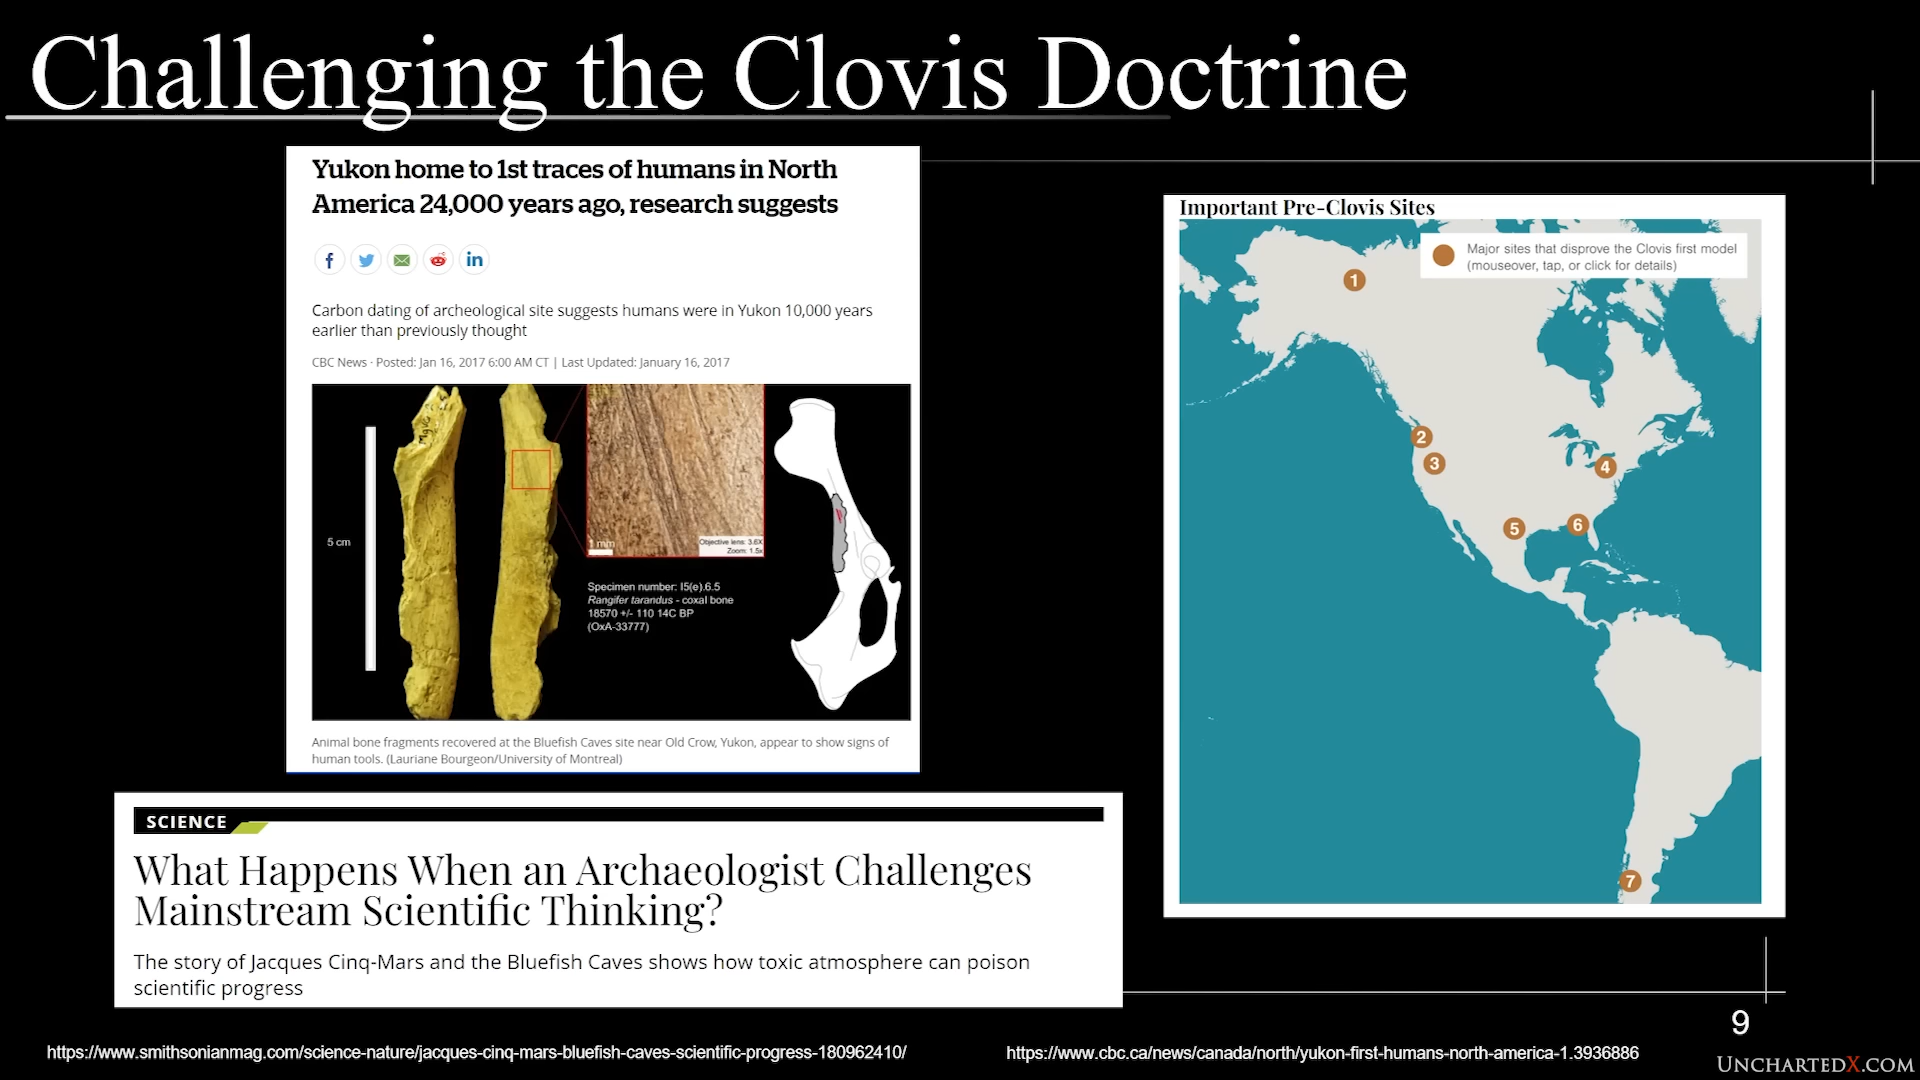 Challenging the Clovis Doctrine
Yukon home to 1st traces of humans in North
America 24,000 years ago, research suggests
Carbon dating of archeological site suggests humans were in Yukon 10,000 years
earlier than previously thought
CBC News · Posted: Jan 16, 2017 6:00 AM CT | Last Updated: January 16, 2017
5 cm
1 mm
Objective lens: 3.6X
Zoom: 1.5x
Specimen number: I5(e).6.5
Rangifer tarandus - coxal bone
18570 +/- 110 14C BP
(OxA-33777)
Animal bone fragments recovered at the Bluefish Caves site near Old Crow, Yukon, appear to show signs of
human tools. (Lauriane Bourgeon/University of Montreal)
SCIENCE
What Happens When an Archaeologist Challenges
Mainstream Scientific Thinking?
The story of Jacques Cinq-Mars and the Bluefish Caves shows how toxic atmosphere can poison
scientific progress
Important Pre-Clovis Sites
Major sites that disprove the Clovis first model
(mouseover, tap, or click for details)
1
2
3
4
5
6
7
9
https://www.smithsonianmag.com/science-nature/jacques-cinq-mars-bluefish-caves-scientific-progress-180962410/
https://www.cbc.ca/news/canada/north/yukon-first-humans-north-america-1.3936886
UNCHARTEDX.COM